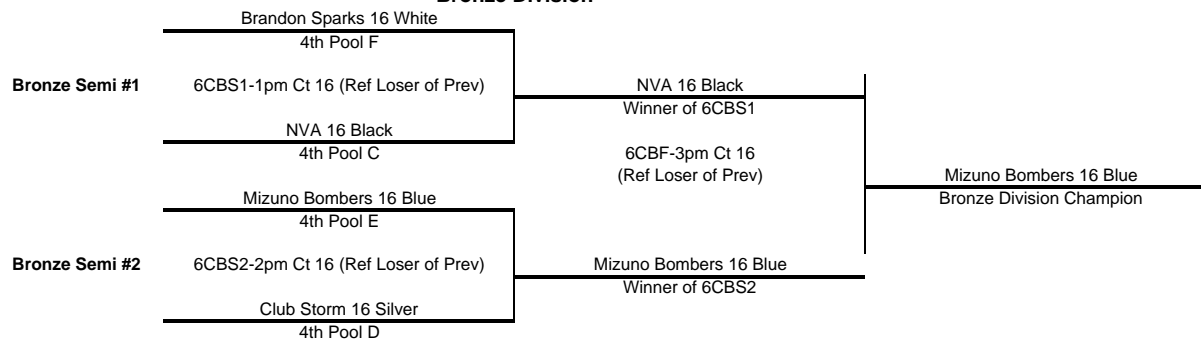 Bronze Division
Brandon Sparks 16 White
4th Pool F
Bronze Semi #1
6CBS1-1pm Ct 16 (Ref Loser of Prev)
NVA 16 Black
4th Pool C
NVA 16 Black
Winner of 6CBS1
6CBF-3pm Ct 16
(Ref Loser of Prev)
Mizuno Bombers 16 Blue
Bronze Division Champion
Mizuno Bombers 16 Blue
4th Pool E
Bronze Semi #2
6CBS2-2pm Ct 16 (Ref Loser of Prev)
Mizuno Bombers 16 Blue
Winner of 6CBS2
Club Storm 16 Silver
4th Pool D